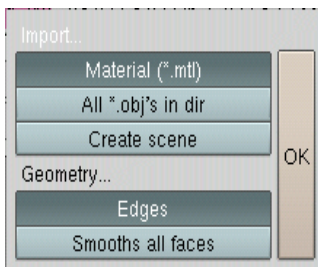 Import...
Material (*.mtl)
All *.obj's in dir
Create scene
OK
Geometry...
Edges
Smooths all faces